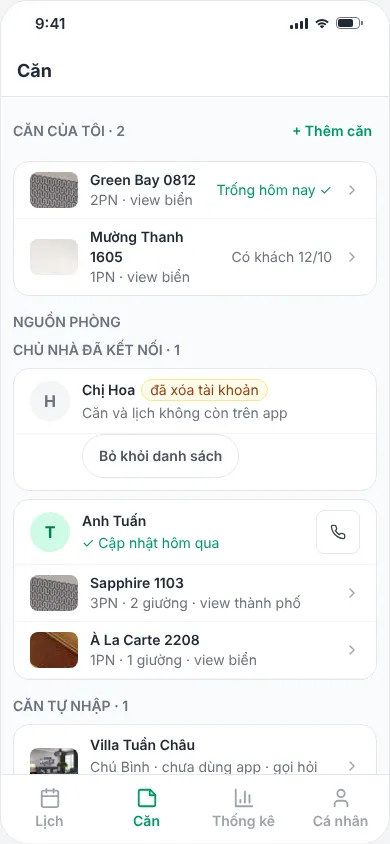 9:41
Căn
CĂN CỦA TÔI · 2
+ Thêm căn
Green Bay 0812
2PN · view biển
Trống hôm nay ✓
Mường Thanh
1605
1PN · view biển
Có khách 12/10
NGUỒN PHÒNG
CHỦ NHÀ ĐÃ KẾT NỐI · 1
H
Chị Hoa
đã xóa tài khoản
Căn và lịch không còn trên app
Bỏ khỏi danh sách
T
Anh Tuấn
✓ Cập nhật hôm qua
Sapphire 1103
3PN · 2 giường · view thành phố
À La Carte 2208
1PN · 1 giường · view biển
CĂN TỰ NHẬP · 1
Villa Tuần Châu
Chú Bình · chưa dùng app · gọi hỏi
Lịch
Căn
Thống kê
Cá nhân